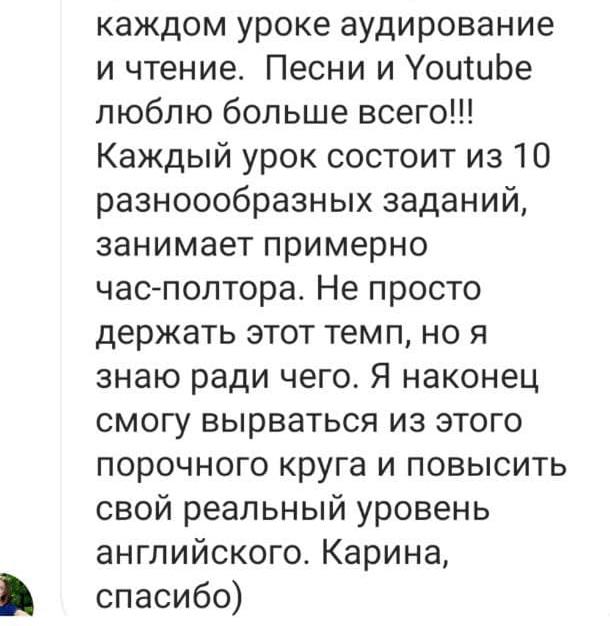 каждом уроке аудирование
и чтение.  Песни и Youtube
люблю больше всего!!!
Каждый урок состоит из 10
разноообразных заданий,
занимает примерно
час-полтора. Не просто
держать этот темп, но я
знаю ради чего. Я наконец
смогу вырваться из этого
порочного круга и повысить
свой реальный уровень
английского. Карина,
спасибо)